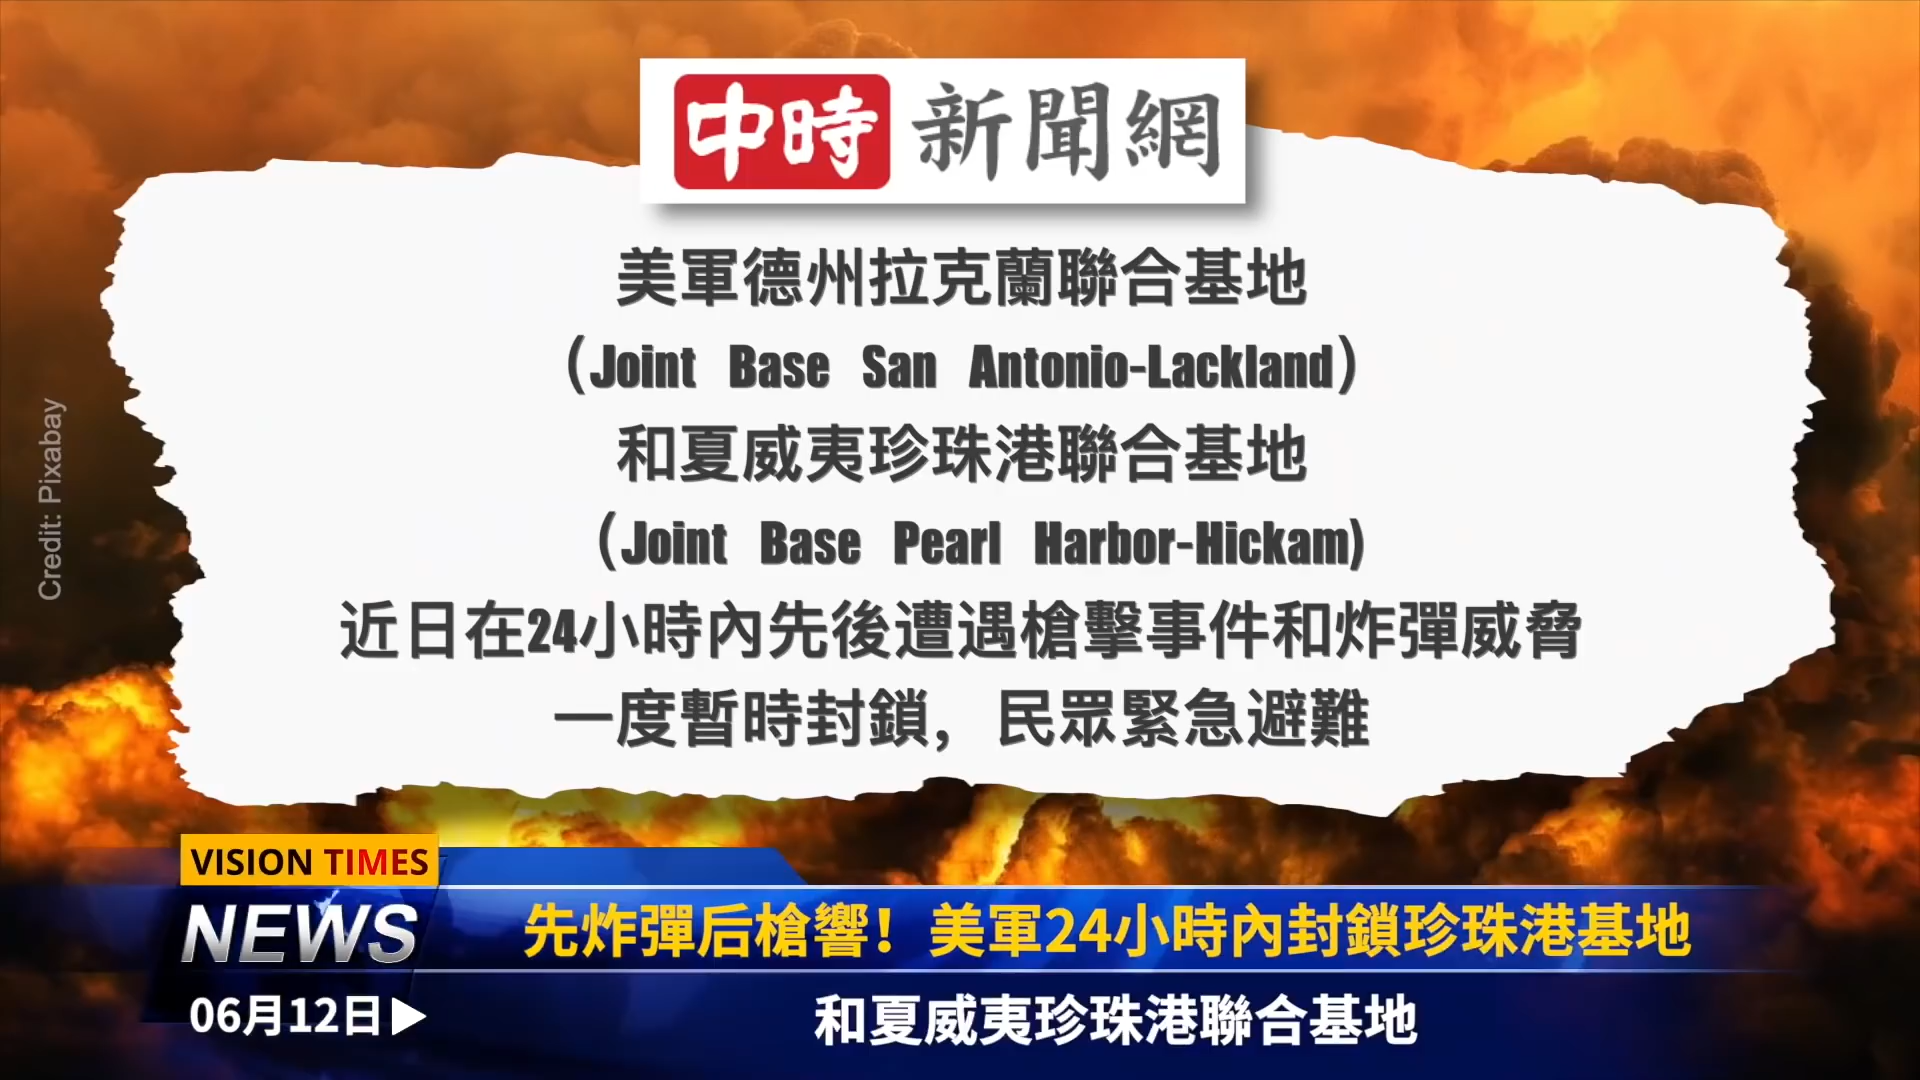 中時 新聞網
美軍德州拉克蘭聯合基地
（Joint Base San Antonio-Lackland）
和夏威夷珍珠港聯合基地
（Joint Base Pearl Harbor-Hickam)
近日在24小時內先後遭遇槍擊事件和炸彈威脅
一度暫時封鎖，民眾緊急避難
Credit: Pixabay
VISION TIMES
NEWS
先炸彈后槍響！美軍24小時內封鎖珍珠港基地
06月12日
和夏威夷珍珠港聯合基地